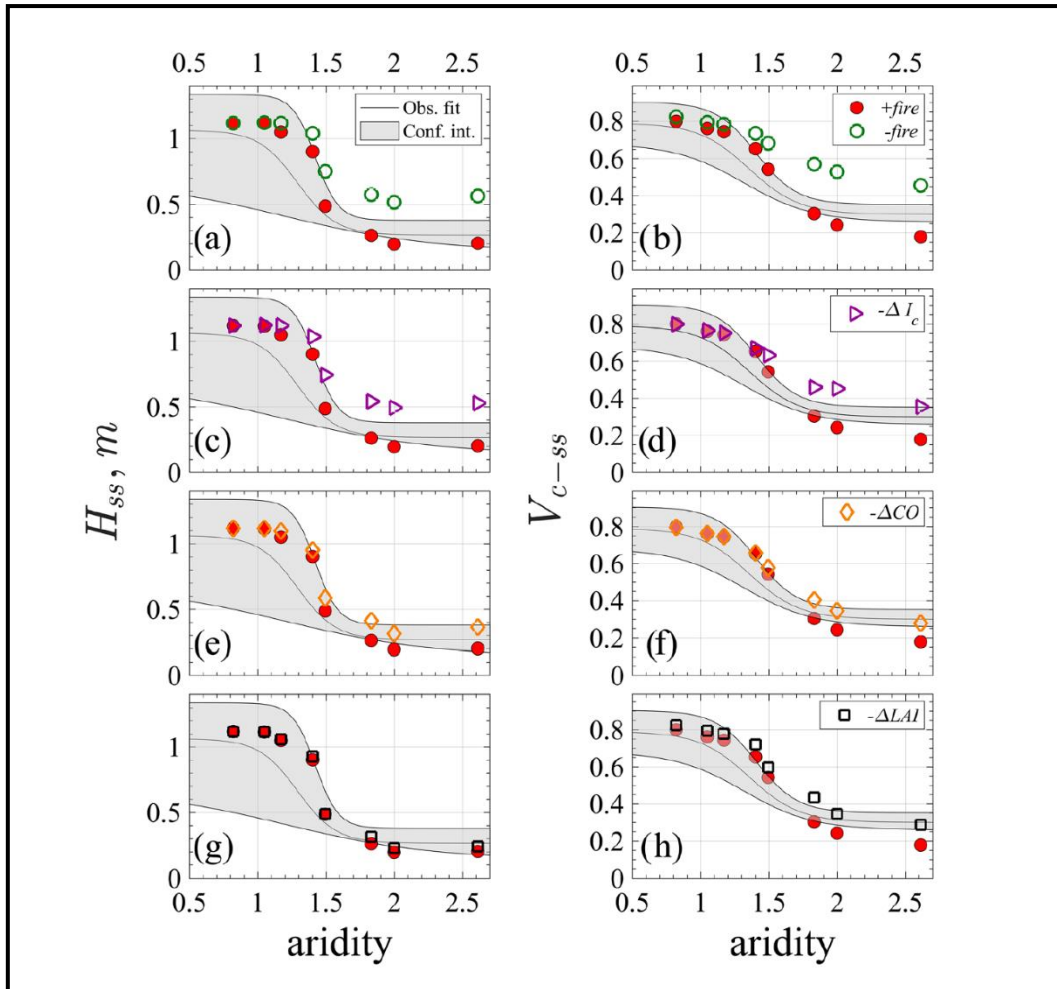 0.5 1 1.5 2 2.5 0.5 1 1.5 2 2.5
1 0.5 0 (a) Obs. fit
Conf. int.
0.8 0.6 0.4 0.2 0 (b) +fire
-fire
1 0.5 0 (c)
0.8 0.6 0.4 0.2 0 (d) -Δ I_c
H_ss, m
V_c-ss
1 0.5 0 (e)
0.8 0.6 0.4 0.2 0 (f) -ΔCO
1 0.5 0 (g)
0.8 0.6 0.4 0.2 0 (h) -ΔLAI
0.5 1 1.5 2 2.5 0.5 1 1.5 2 2.5
aridity aridity